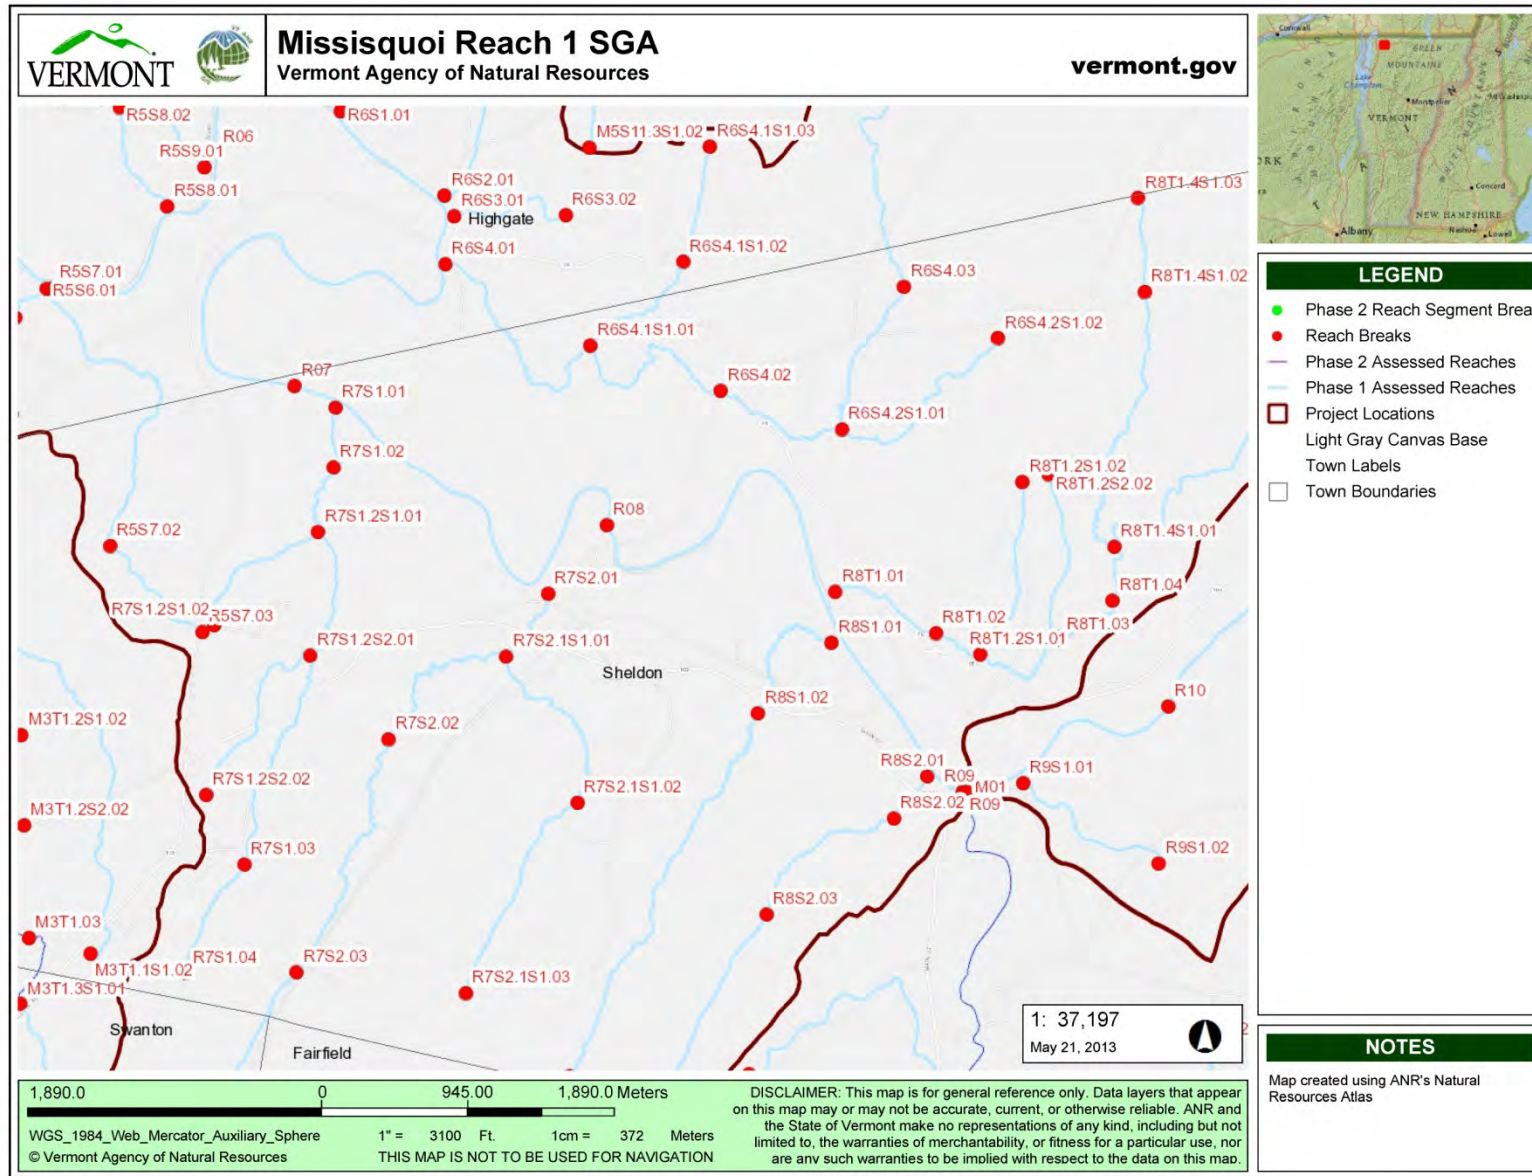 VERMONT
Missisquoi Reach 1 SGA
Vermont Agency of Natural Resources
vermont.gov
R5S8.02
R06
R5S9.01
R5S8.01
R5S7.01
R5S6.01
R6S1.01
M5S11.3S1.02
R6S4.1S1.03
R6S2.01
R6S3.01
Highgate
R6S3.02
R6S4.01
R6S4.1S1.02
R8T1.4S1.03
R6S4.03
R8T1.4S1.02
R6S4.1S1.01
R6S4.2S1.02
R07
R7S1.01
R6S4.02
R6S4.2S1.01
R7S1.02
R8T1.2S1.02
R8T1.2S2.02
R7S1.2S1.01
R08
R5S7.02
R8T1.4S1.01
R7S2.01
R8T1.01
R8T1.04
R7S1.2S1.02
R5S7.03
R8T1.02
R8T1.03
R7S1.2S2.01
R7S2.1S1.01
R8S1.01
R8T1.2S1.01
Sheldon
R8S1.02
R10
M3T1.2S1.02
R7S2.02
R7S1.2S2.02
R7S2.1S1.02
R8S2.01
R09
M01
R9S1.01
R09
R8S2.02
M3T1.2S2.02
R7S1.03
R9S1.02
R8S2.03
M3T1.03
M3T1.1S1.02
R7S1.04
R7S2.03
R7S2.1S1.03
M3T1.3S1.01
Swanton
Fairfield
1: 37,197
May 21, 2013
Cornwall
GREEN
MOUNTAINS
Lake
Champlain
Montpelier
VERMONT
WHITE MOUNTAINS
Concord
NEW HAMPSHIRE
Nashua
Lowell
Albany
LEGEND
Phase 2 Reach Segment Brea
Reach Breaks
Phase 2 Assessed Reaches
Phase 1 Assessed Reaches
Project Locations
Light Gray Canvas Base
Town Labels
Town Boundaries
NOTES
Map created using ANR's Natural
Resources Atlas
1,890.0 0 945.00 1,890.0 Meters
WGS_1984_Web_Mercator_Auxiliary_Sphere
© Vermont Agency of Natural Resources
1" = 3100 Ft. 1cm = 372 Meters
THIS MAP IS NOT TO BE USED FOR NAVIGATION
DISCLAIMER: This map is for general reference only. Data layers that appear
on this map may or may not be accurate, current, or otherwise reliable. ANR and
the State of Vermont make no representations of any kind, including but not
limited to, the warranties of merchantability, or fitness for a particular use, nor
are any such warranties to be implied with respect to the data on this map.